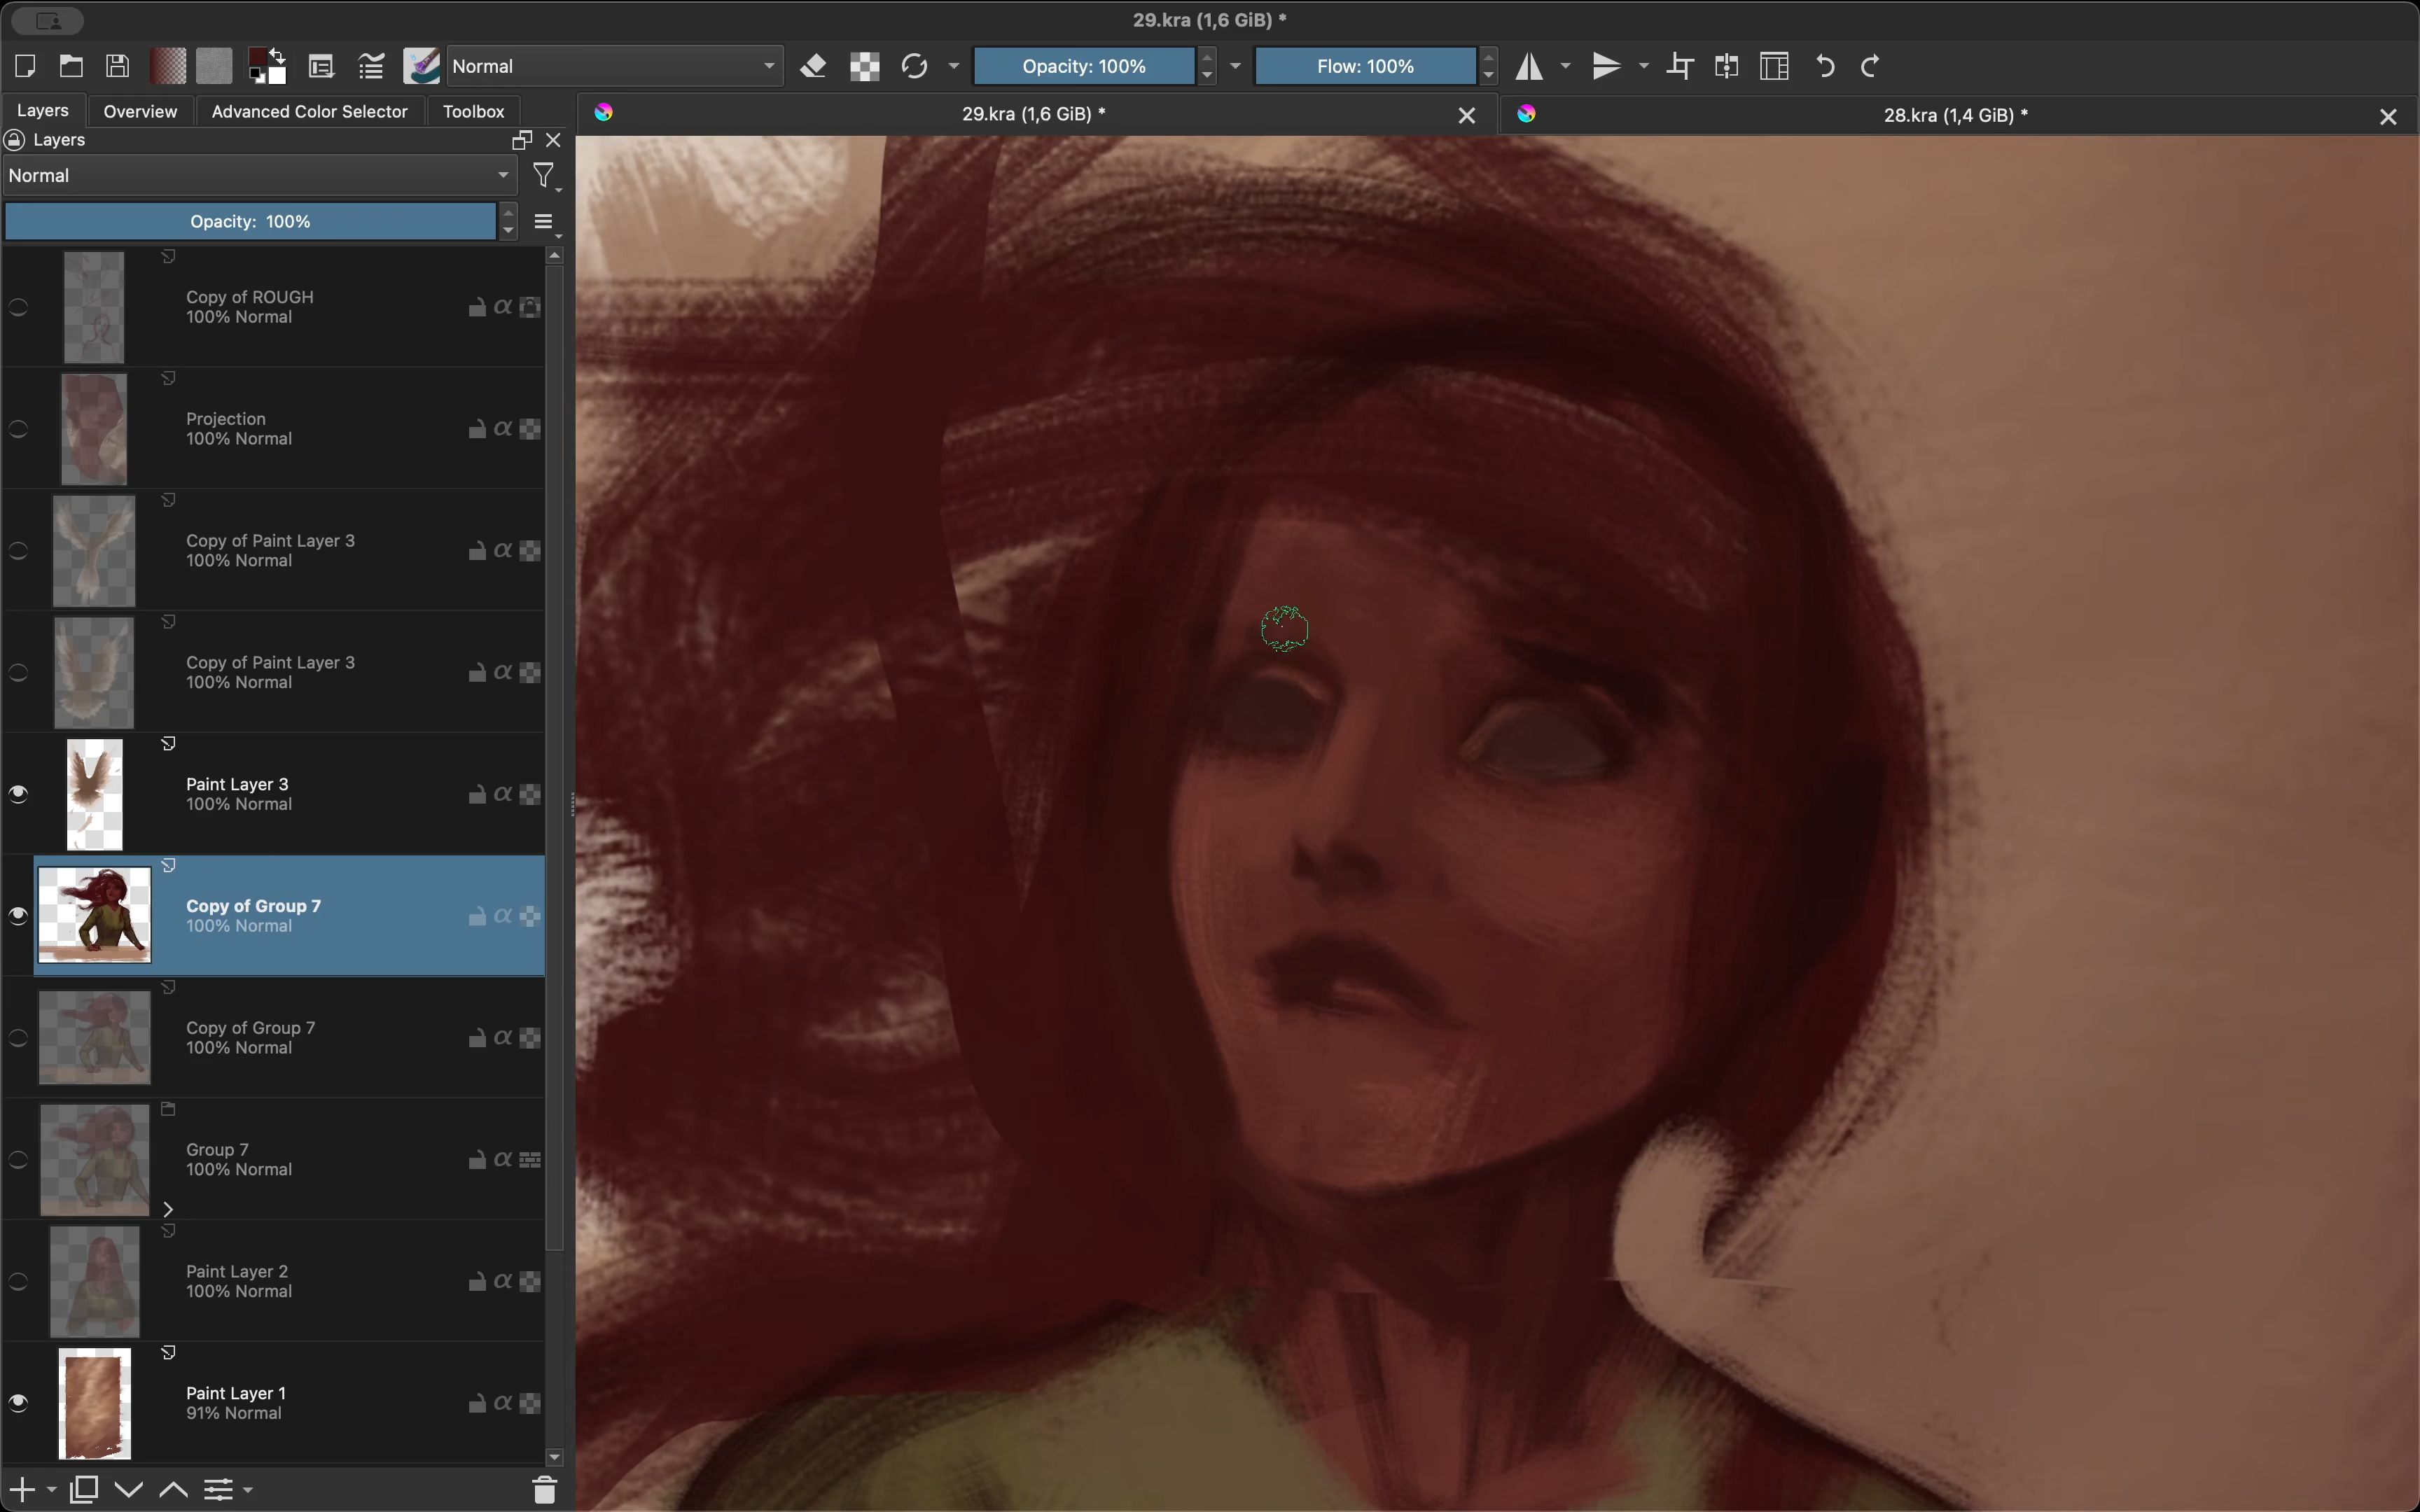 29.kra (1,6 GiB) *
Normal
Opacity: 100%
Flow: 100%
Layers
Overview
Advanced Color Selector
Toolbox
29.kra (1,6 GiB) *
28.kra (1,4 GiB) *
Layers
Normal
Opacity: 100%
Copy of ROUGH
100% Normal
Projection
100% Normal
Copy of Paint Layer 3
100% Normal
Copy of Paint Layer 3
100% Normal
Paint Layer 3
100% Normal
Copy of Group 7
100% Normal
Copy of Group 7
100% Normal
Group 7
100% Normal
Paint Layer 2
100% Normal
Paint Layer 1
91% Normal